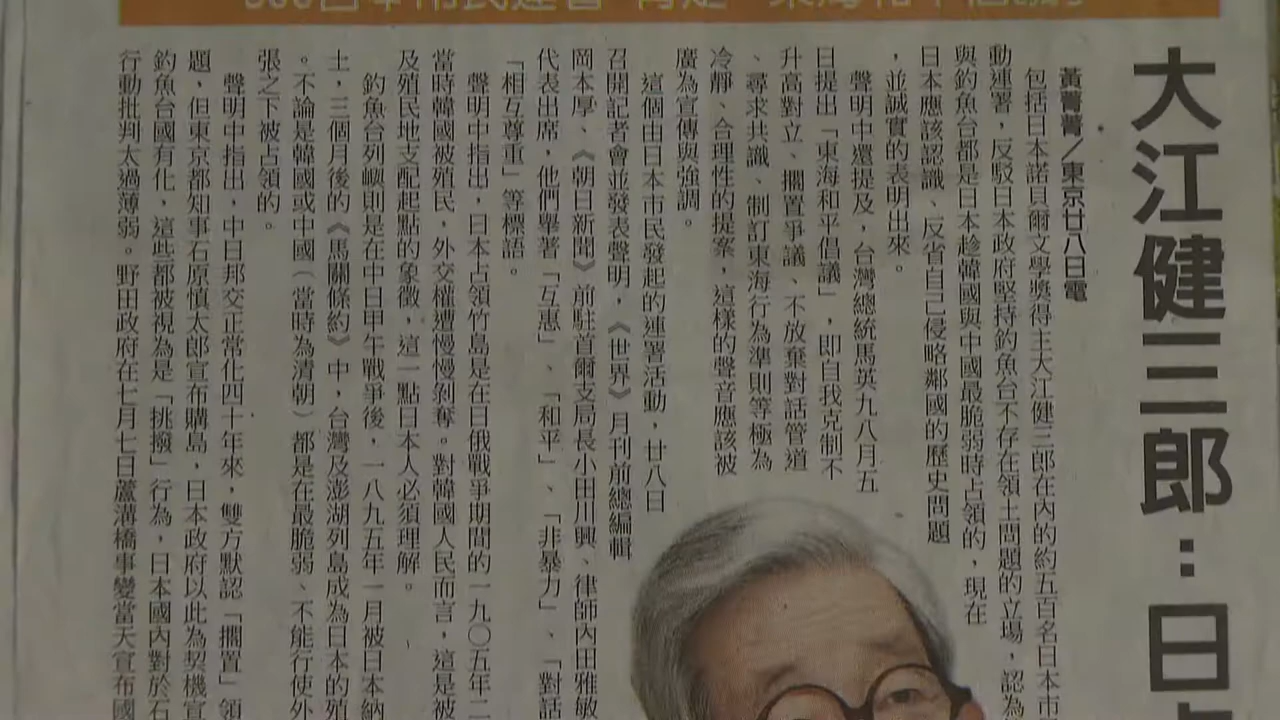 大江健三郎：日
黃菁菁／東京廿八日電
包括日本諾貝爾文學獎得主大江健三郎在內的約五百名日本市
動連署，反駁日本政府堅持釣魚台不存在領土問題的立場，認為
與釣魚台都是日本趁韓國與中國最脆弱時占領的，現在
日本應該認識、反省自己侵略鄰國的歷史問題
，並誠實的表明出來。
聲明中還提及，台灣總統馬英九八月五
日提出「東海和平倡議」，即自我克制不
升高對立、擱置爭議、不放棄對話管道
、尋求共識、制訂東海行為準則等極為
冷靜、合理性的提案，這樣的聲音應該被
廣為宣傳與強調。
這個由日本市民發起的連署活動，廿八日
召開記者會並發表聲明，《世界》月刊前總編輯
岡本厚、《朝日新聞》前駐首爾支局長小田川興、律師內田雅敏
代表出席，他們舉著「互惠」、「和平」、「非暴力」、「對話
「相互尊重」等標語。
聲明中指出，日本占領竹島是在日俄戰爭期間的一九〇五年二
當時韓國被殖民，外交權遭慢慢剝奪。對韓國人民而言，這是被
及殖民地支配起點的象徵，這一點日本人必須理解。
釣魚台列嶼則是在中日甲午戰爭後，一八九五年一月被日本納
土，三個月後的《馬關條約》中，台灣及澎湖列島成為日本的殖
。不論是韓國或中國（當時為清朝）都是在最脆弱、不能行使外
張之下被占領的。
聲明中指出，中日邦交正常化四十年來，雙方默認「擱置」領
題，但東京都知事石原慎太郎宣布購島，日本政府以此為契機宣
釣魚台國有化，這些都被視為是「挑撥」行為，日本國內對於石
行動批判太過薄弱。野田政府在七月七日蘆溝橋事變當天宣布國